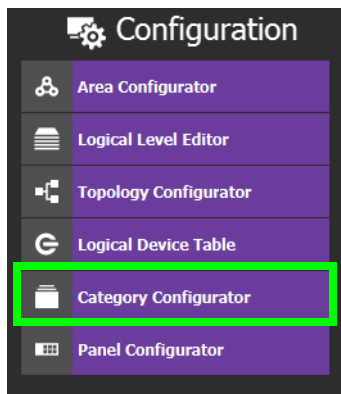 Configuration
Area Configurator
Logical Level Editor
Topology Configurator
Logical Device Table
Category Configurator
Panel Configurator